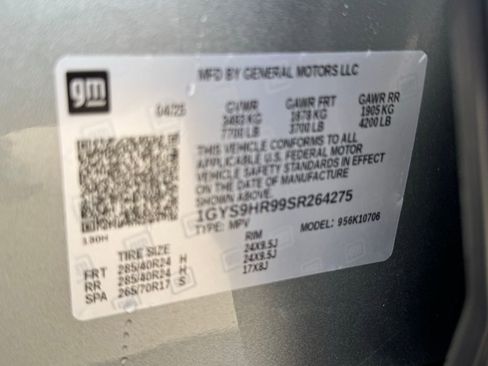 gm
MFD BY GENERAL MOTORS LLC
04/25 GVWR GAWR FRT GAWR RR
3493 KG 1678 KG 1905 KG
7700 LB 3700 LB 4200 LB
THIS VEHICLE CONFORMS TO ALL
APPLICABLE U.S. FEDERAL MOTOR
VEHICLE SAFETY STANDARDS IN EFFECT
ON THE DATE OF MANUFACTURE SHOWN ABOVE.
1GYS9HR99SR264275
TYPE: MPV MODEL: 956K10706
TIRE SIZE RIM
FRT 285/40R24 H 24X9.5J
RR 285/40R24 H 24X9.5J
SPA 265/70R17 S 17X8J